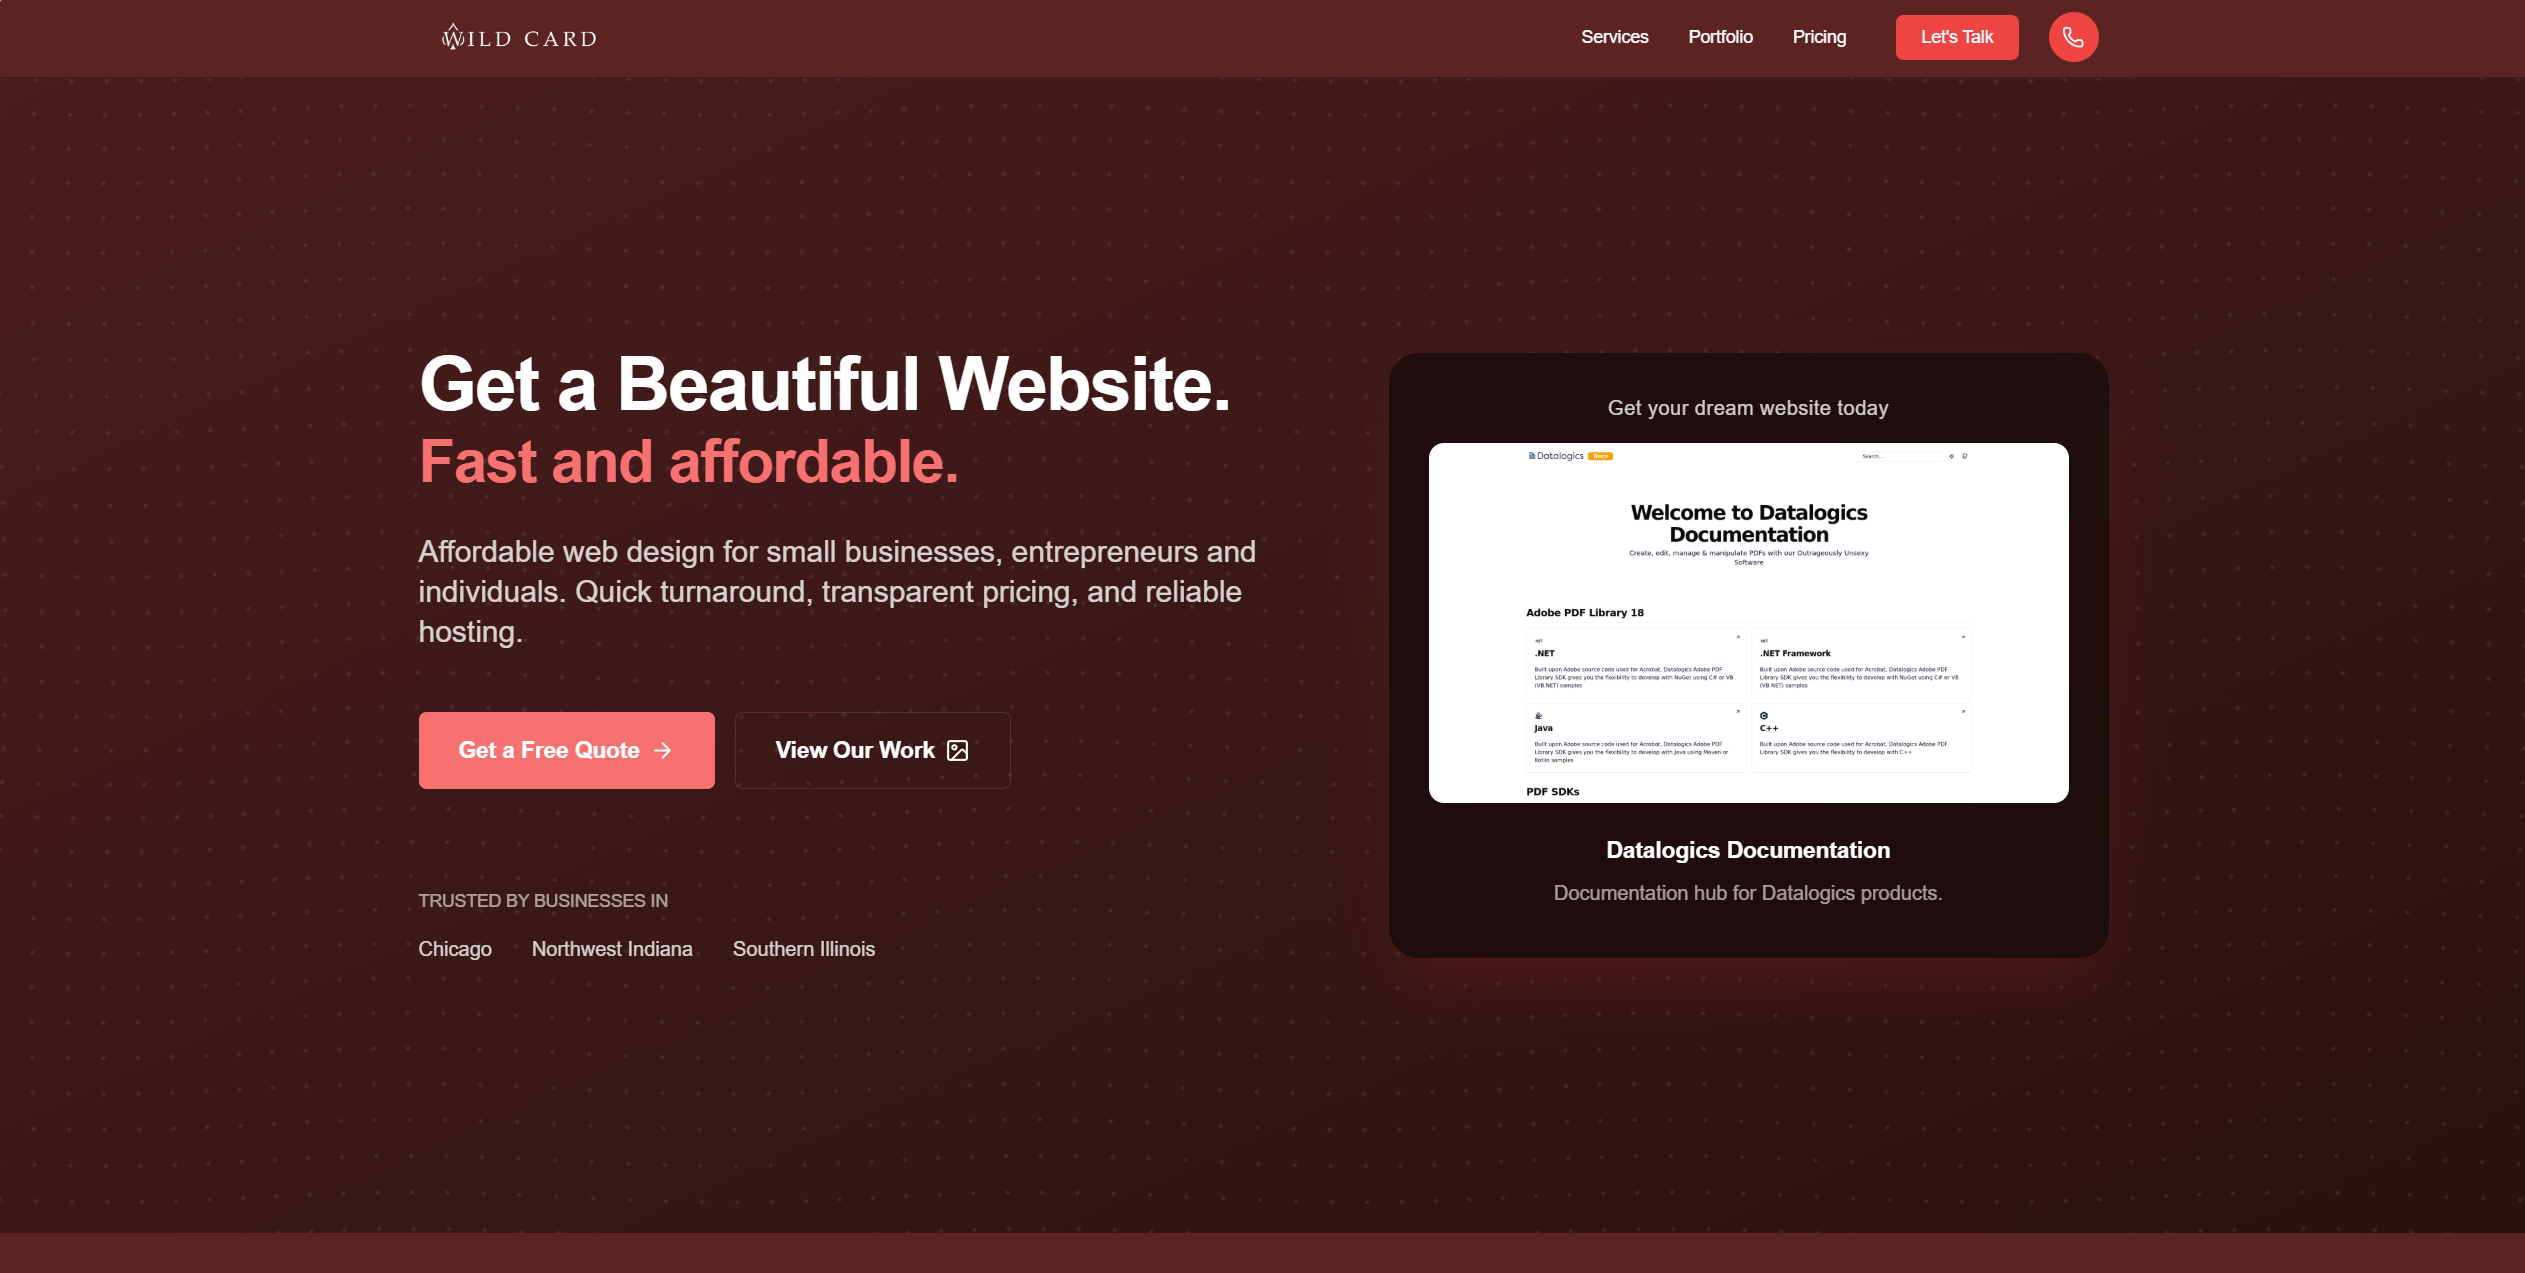 WILD CARD
Services
Portfolio
Pricing
Let's Talk
Get a Beautiful Website.
Fast and affordable.
Affordable web design for small businesses, entrepreneurs and
individuals. Quick turnaround, transparent pricing, and reliable
hosting.
Get a Free Quote
View Our Work
TRUSTED BY BUSINESSES IN
Chicago
Northwest Indiana
Southern Illinois
Get your dream website today
Datalogics Docs
Search...
Welcome to Datalogics
Documentation
Create, edit, manage & manipulate PDFs with our Outrageously Unsexy
Software
Adobe PDF Library 18
.NET
.NET
Built upon Adobe source code used for Acrobat, Datalogics Adobe PDF
Library SDK gives you the flexibility to develop with NuGet using C# or VB
(VB.NET) samples
.NET
.NET Framework
Built upon Adobe source code used for Acrobat, Datalogics Adobe PDF
Library SDK gives you the flexibility to develop with NuGet using C# or VB
(VB.NET) samples
Java
Built upon Adobe source code used for Acrobat, Datalogics Adobe PDF
Library SDK gives you the flexibility to develop with Java using Maven or
Kotlin samples
C++
Built upon Adobe source code used for Acrobat, Datalogics Adobe PDF
Library SDK gives you the flexibility to develop with C++
PDF SDKs
Datalogics Documentation
Documentation hub for Datalogics products.